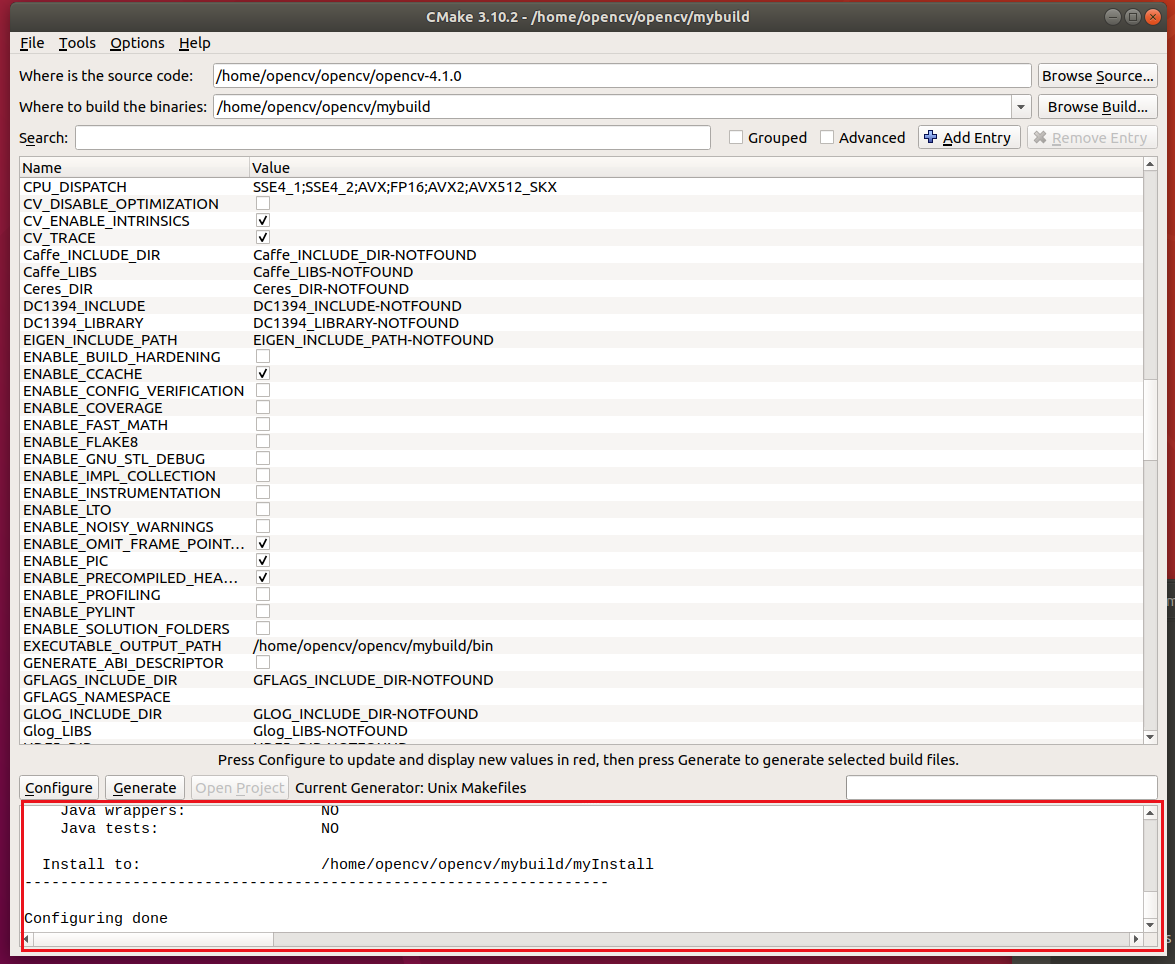 CMake 3.10.2 - /home/opencv/opencv/mybuild
File Tools Options Help
Where is the source code: /home/opencv/opencv/opencv-4.1.0 Browse Source...
Where to build the binaries: /home/opencv/opencv/mybuild Browse Build...
Search: Grouped Advanced Add Entry Remove Entry
Name Value
CPU_DISPATCH SSE4_1;SSE4_2;AVX;FP16;AVX2;AVX512_SKX
CV_DISABLE_OPTIMIZATION
CV_ENABLE_INTRINSICS
CV_TRACE
Caffe_INCLUDE_DIR Caffe_INCLUDE_DIR-NOTFOUND
Caffe_LIBS Caffe_LIBS-NOTFOUND
Ceres_DIR Ceres_DIR-NOTFOUND
DC1394_INCLUDE DC1394_INCLUDE-NOTFOUND
DC1394_LIBRARY DC1394_LIBRARY-NOTFOUND
EIGEN_INCLUDE_PATH EIGEN_INCLUDE_PATH-NOTFOUND
ENABLE_BUILD_HARDENING
ENABLE_CCACHE
ENABLE_CONFIG_VERIFICATION
ENABLE_COVERAGE
ENABLE_FAST_MATH
ENABLE_FLAKE8
ENABLE_GNU_STL_DEBUG
ENABLE_IMPL_COLLECTION
ENABLE_INSTRUMENTATION
ENABLE_LTO
ENABLE_NOISY_WARNINGS
ENABLE_OMIT_FRAME_POINT...
ENABLE_PIC
ENABLE_PRECOMPILED_HEA...
ENABLE_PROFILING
ENABLE_PYLINT
ENABLE_SOLUTION_FOLDERS
EXECUTABLE_OUTPUT_PATH /home/opencv/opencv/mybuild/bin
GENERATE_ABI_DESCRIPTOR
GFLAGS_INCLUDE_DIR GFLAGS_INCLUDE_DIR-NOTFOUND
GFLAGS_NAMESPACE
GLOG_INCLUDE_DIR GLOG_INCLUDE_DIR-NOTFOUND
Glog_LIBS Glog_LIBS-NOTFOUND
Press Configure to update and display new values in red, then press Generate to generate selected build files.
Configure Generate Open Project Current Generator: Unix Makefiles
Java wrappers: NO
Java tests: NO
Install to: /home/opencv/opencv/mybuild/myInstall
-----------------------------------------------------------------
Configuring done